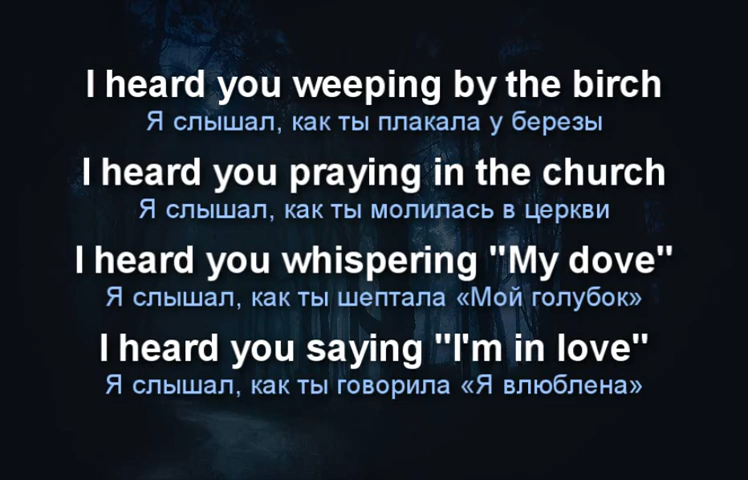 I heard you weeping by the birch
Я слышал, как ты плакала у березы
I heard you praying in the church
Я слышал, как ты молилась в церкви
I heard you whispering "My dove"
Я слышал, как ты шептала «Мой голубок»
I heard you saying "I'm in love"
Я слышал, как ты говорила «Я влюблена»